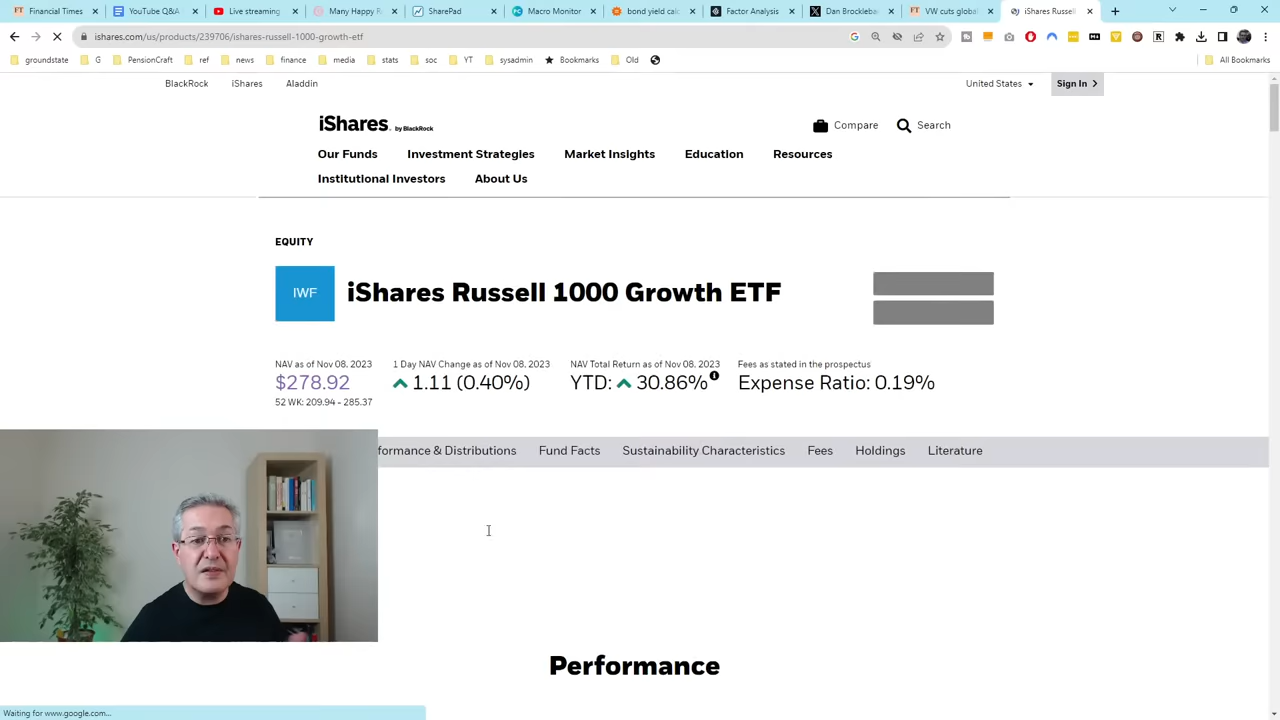 Financial Times
YouTube Q&A
Live streaming
My Hargreaves
SharePad
Macro Monitor
bond yield esti
Factor Analysis
Dan Brocklebank
VW cuts global
iShares Russell
ishares.com/us/products/239706/ishares-russell-1000-growth-etf
groundstate
G
PensionCraft
ref
news
finance
media
stats
soc
YT
sysadmin
Bookmarks
Old
All Bookmarks
BlackRock
iShares
Aladdin
United States
Sign In
iShares. by BlackRock
Compare
Search
Our Funds
Investment Strategies
Market Insights
Education
Resources
Institutional Investors
About Us
EQUITY
IWF
iShares Russell 1000 Growth ETF
NAV as of Nov 08, 2023
$278.92
52 WK: 209.94 - 285.37
1 Day NAV Change as of Nov 08, 2023
1.11 (0.40%)
NAV Total Return as of Nov 08, 2023
YTD: 30.86%
Fees as stated in the prospectus
Expense Ratio: 0.19%
formance & Distributions
Fund Facts
Sustainability Characteristics
Fees
Holdings
Literature
Performance
Waiting for www.google.com...